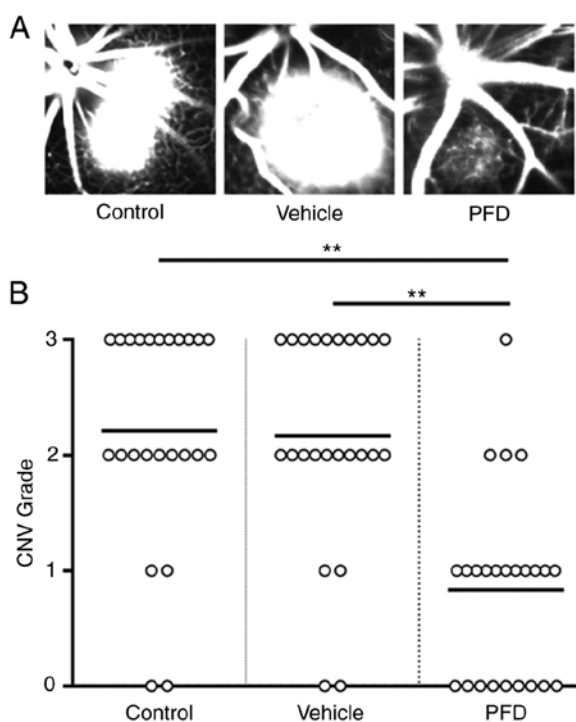 A
Control Vehicle PFD
**
B
**
3
2
CNV Grade
1
0
Control Vehicle PFD